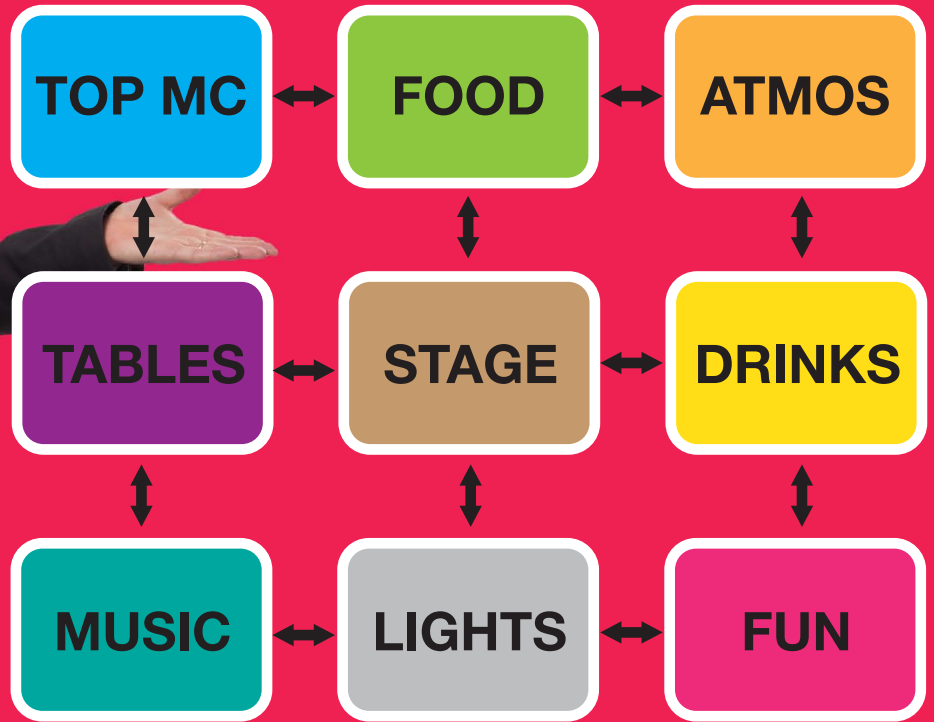 TOP MC
FOOD
ATMOS
TABLES
STAGE
DRINKS
MUSIC
LIGHTS
FUN